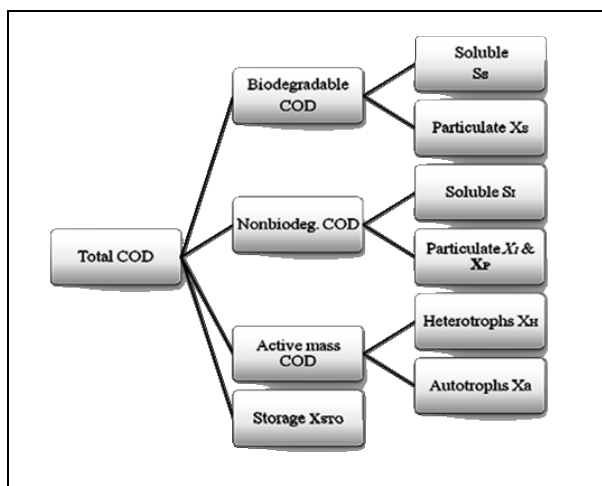 Total COD
Biodegradable
COD
Soluble
Ss
Particulate Xs
Nonbiodeg. COD
Soluble SI
Particulate XI &
XP
Active mass
COD
Heterotrophs XH
Autotrophs Xa
Storage XSTO